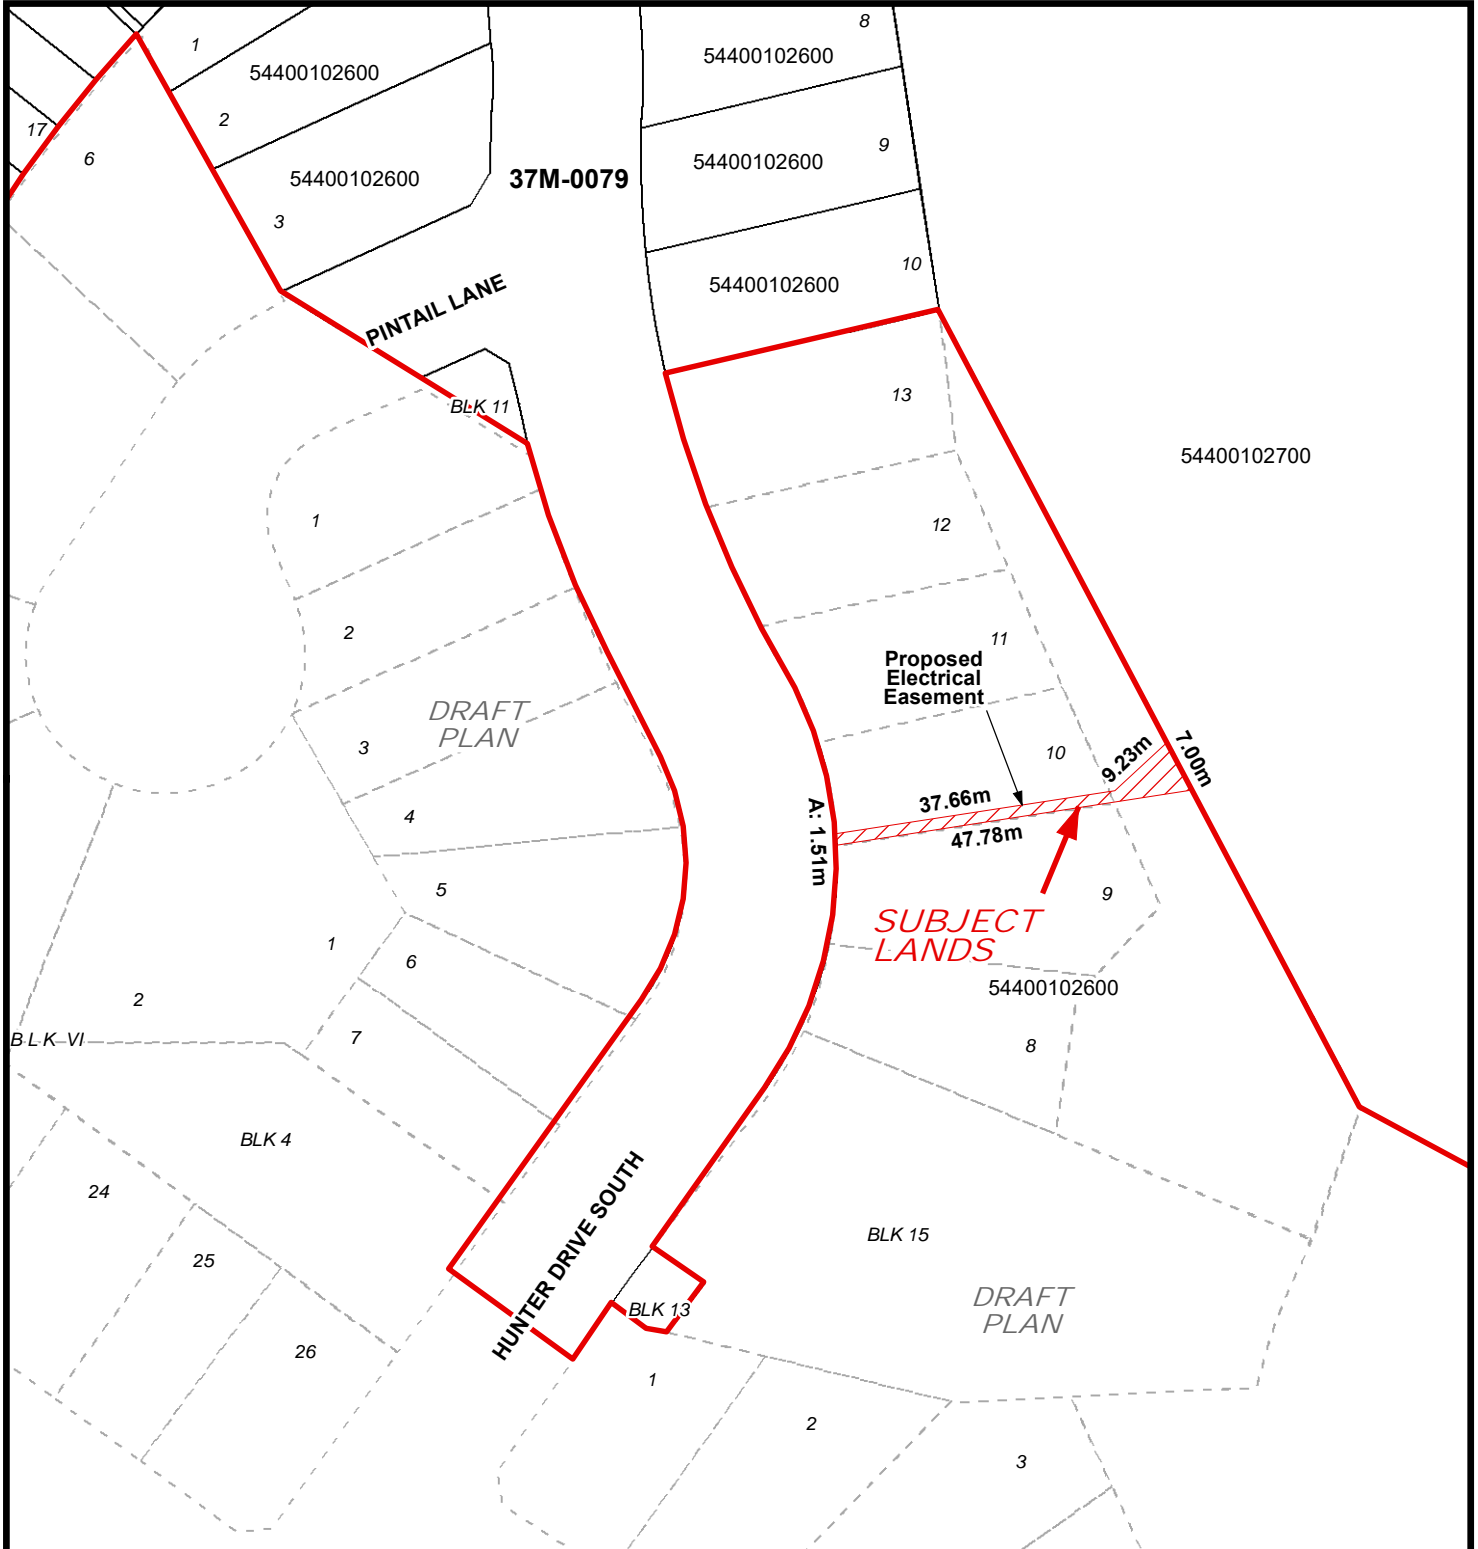 8
1
54400102600
54400102600
2
17
9
6
54400102600
54400102600
37M-0079
3
10
54400102600
PINTAIL LANE
13
BLK 11
54400102700
1
12
2
11
Proposed
Electrical
Easement
DRAFT
PLAN
3
10
9.23m
7.00m
37.66m
4
A: 1.51m
47.78m
5
9
SUBJECT
LANDS
1
6
54400102600
2
7
BLK VI
8
BLK 4
24
HUNTER DRIVE SOUTH
BLK 15
25
DRAFT
PLAN
BLK 13
26
1
2
3